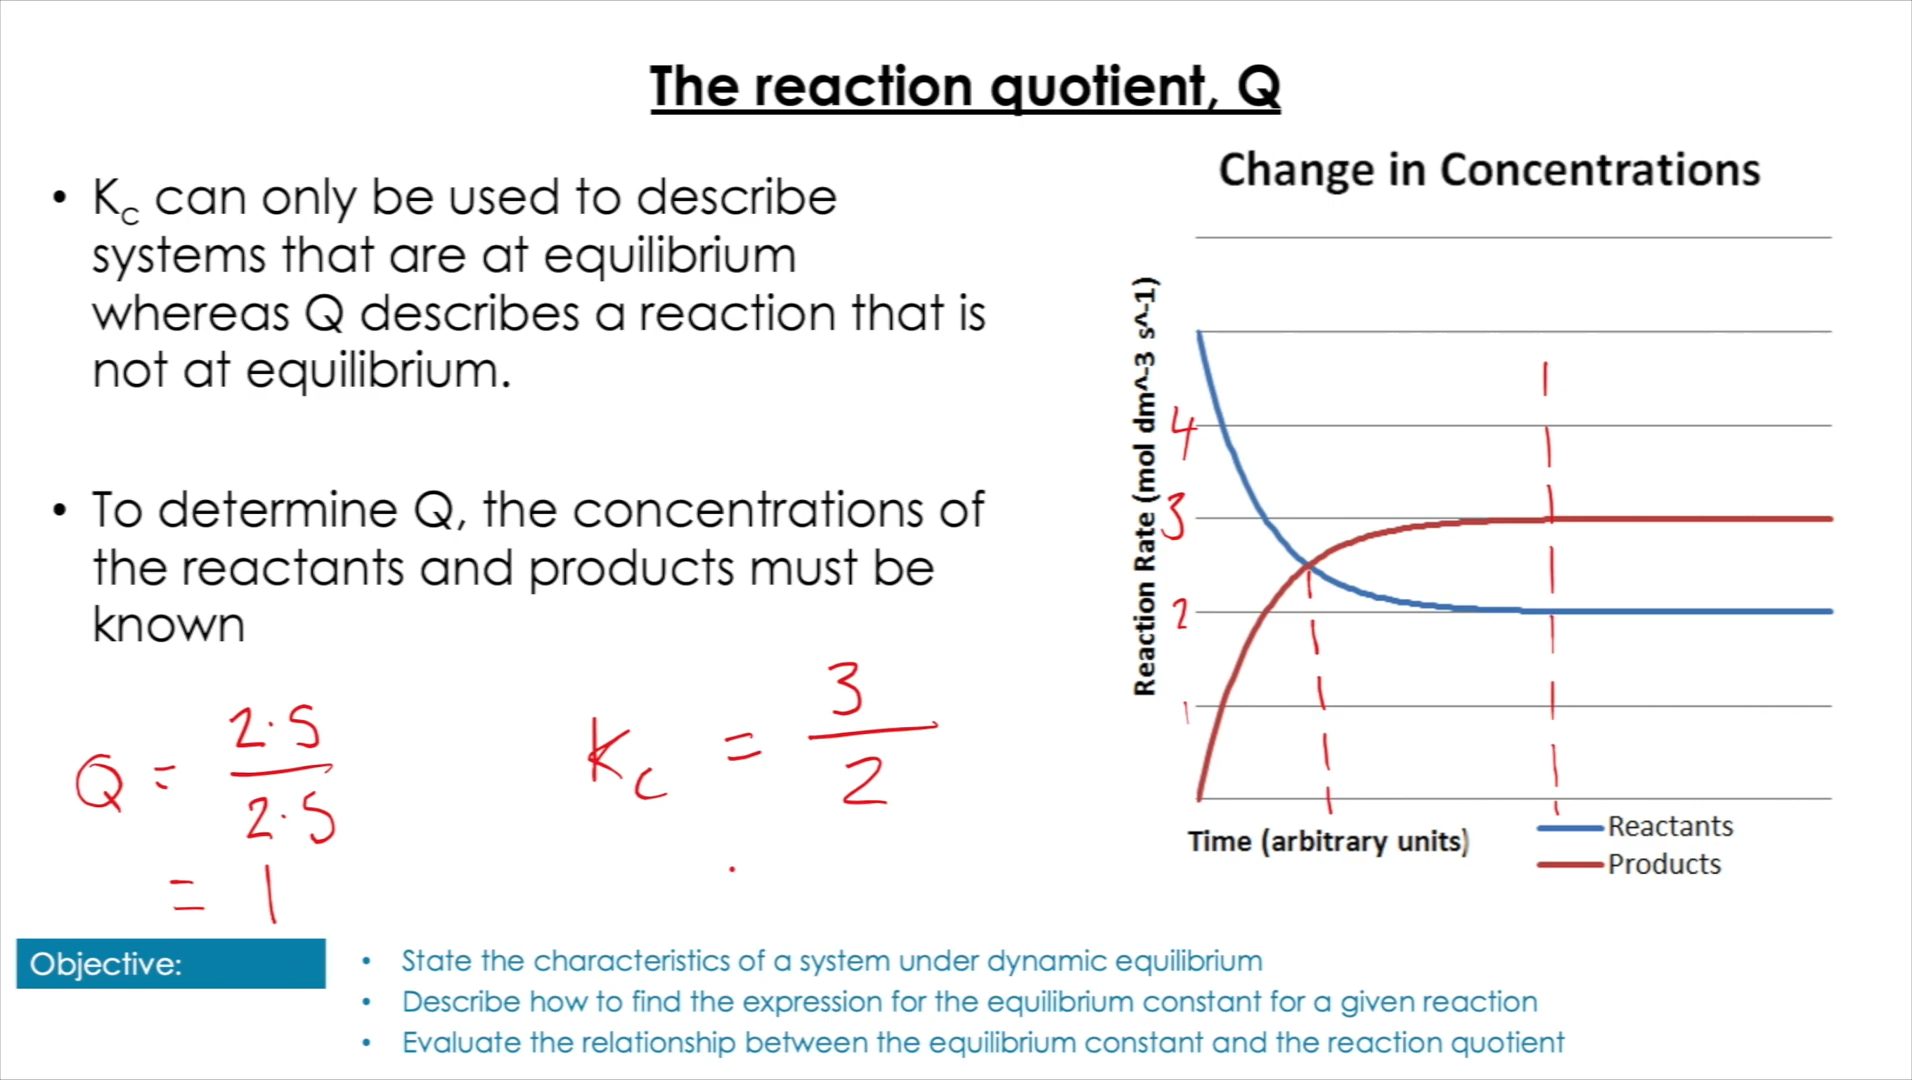 The reaction quotient, Q
• Kc can only be used to describe
systems that are at equilibrium
whereas Q describes a reaction that is
not at equilibrium.
• To determine Q, the concentrations of
the reactants and products must be
known
Q = 2.5
2.5
= 1
Kc = 3
2
Change in Concentrations
Reaction Rate (mol dm^-3 s^-1)
4
3
2
1
Time (arbitrary units)
Reactants
Products
Objective:
• State the characteristics of a system under dynamic equilibrium
• Describe how to find the expression for the equilibrium constant for a given reaction
• Evaluate the relationship between the equilibrium constant and the reaction quotient